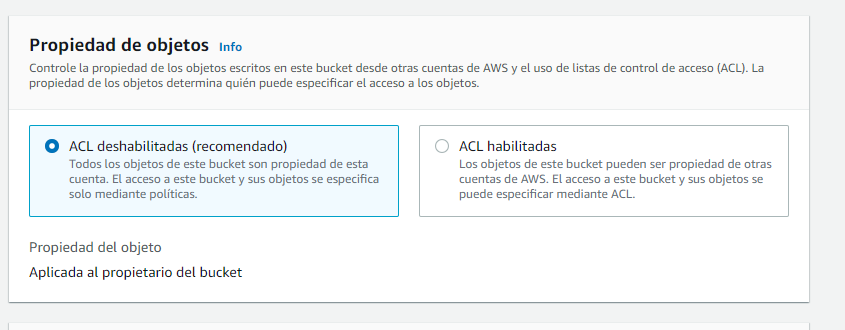 Propiedad de objetos Info
Controle la propiedad de los objetos escritos en este bucket desde otras cuentas de AWS y el uso de listas de control de acceso (ACL). La
propiedad de los objetos determina quién puede especificar el acceso a los objetos.
ACL deshabilitadas (recomendado)
Todos los objetos de este bucket son propiedad de esta
cuenta. El acceso a este bucket y sus objetos se especifica
solo mediante políticas.
ACL habilitadas
Los objetos de este bucket pueden ser propiedad de otras
cuentas de AWS. El acceso a este bucket y sus objetos se
puede especificar mediante ACL.
Propiedad del objeto
Aplicada al propietario del bucket